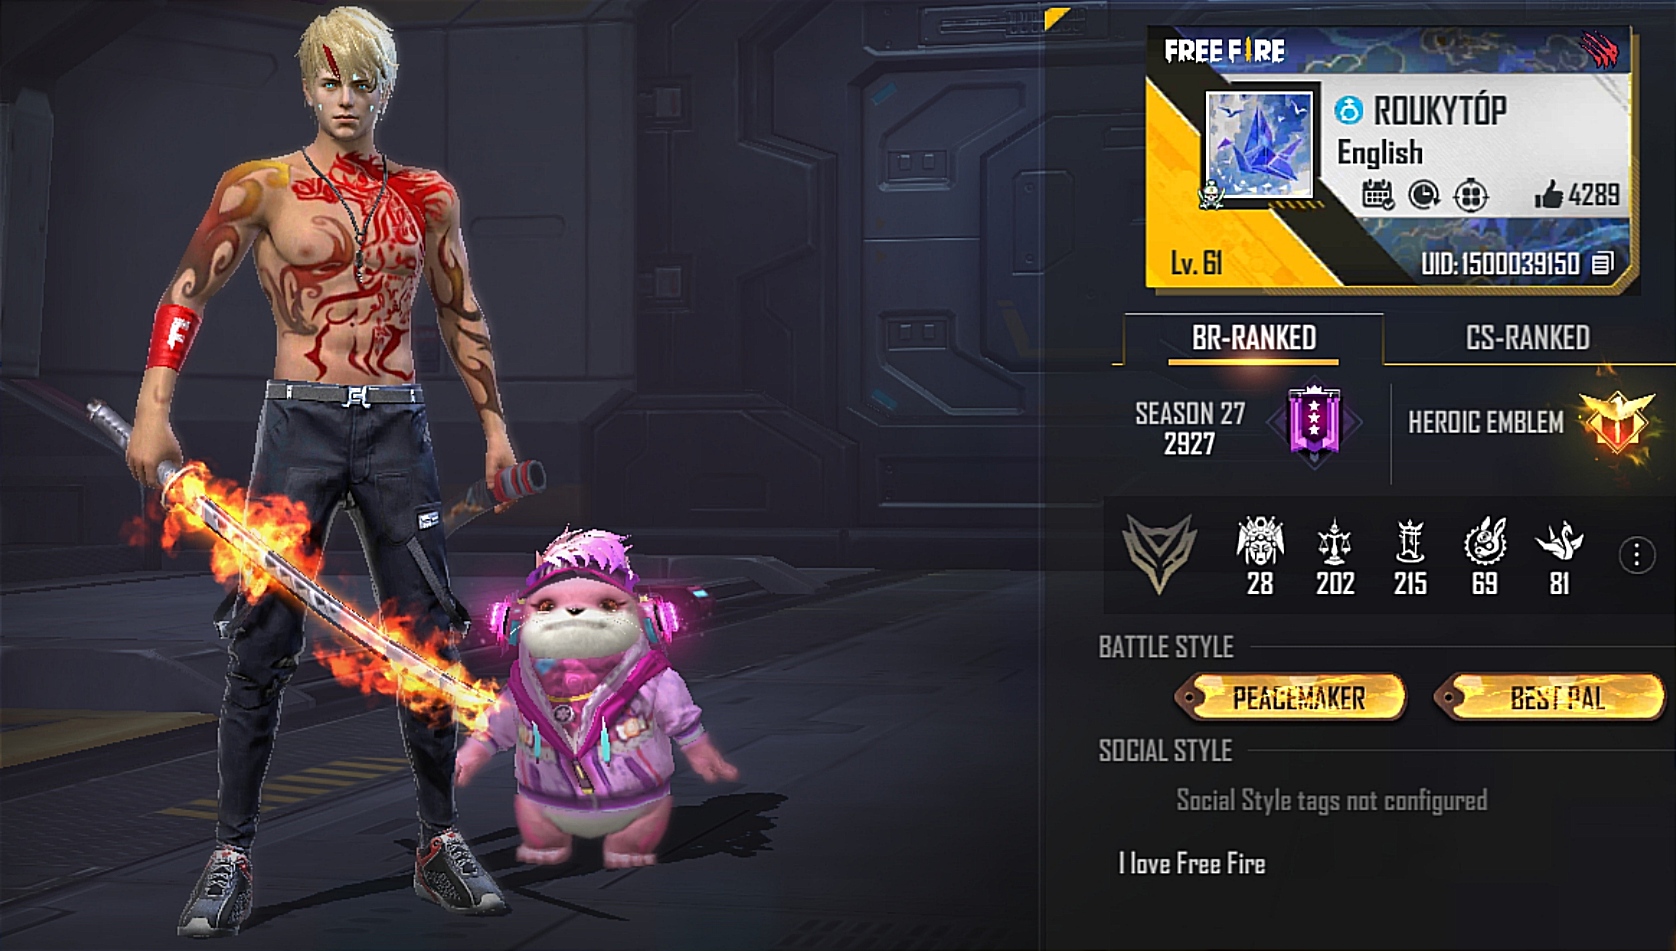 FREE FIRE
ROUKYTÓP
English
4289
Lv. 61
UID: 1500039150
BR-RANKED
CS-RANKED
SEASON 27
2927
HEROIC EMBLEM
28
202
215
69
81
BATTLE STYLE
PEACEMAKER
BEST PAL
SOCIAL STYLE
Social Style tags not configured
I love Free Fire